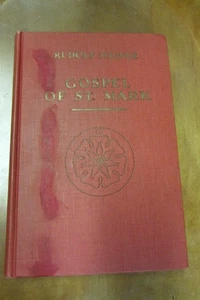 RUDOLF STEINER
GOSPEL
OF ST. MARK